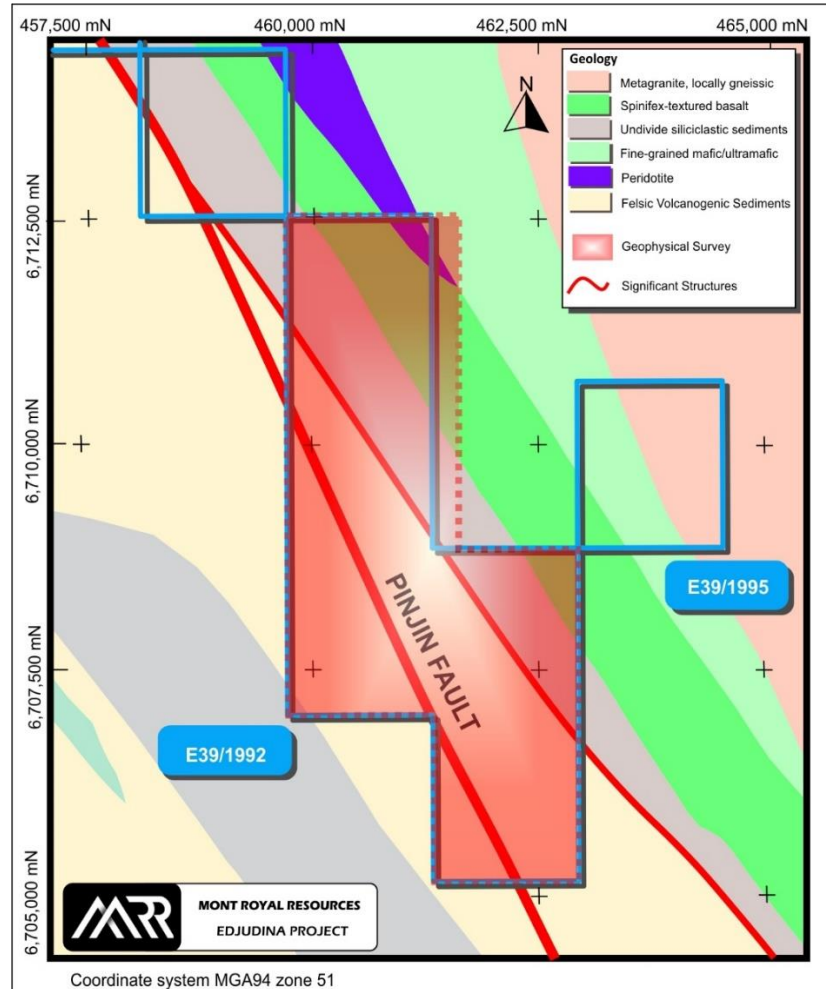 457,500 mN
460,000 mN
462,500 mN
465,000 mN
Geology
Metagranite, locally gneissic
Spinifex-textured basalt
Undivide siliciclastic sediments
Fine-grained mafic/ultramafic
Peridotite
Felsic Volcanogenic Sediments
Geophysical Survey
Significant Structures
N
6,712,500 mN
6,710,000 mN
6,707,500 mN
6,705,000 mN
PINJIN FAULT
E39/1995
E39/1992
MRR
MONT ROYAL RESOURCES
EDJUDINA PROJECT
Coordinate system MGA94 zone 51